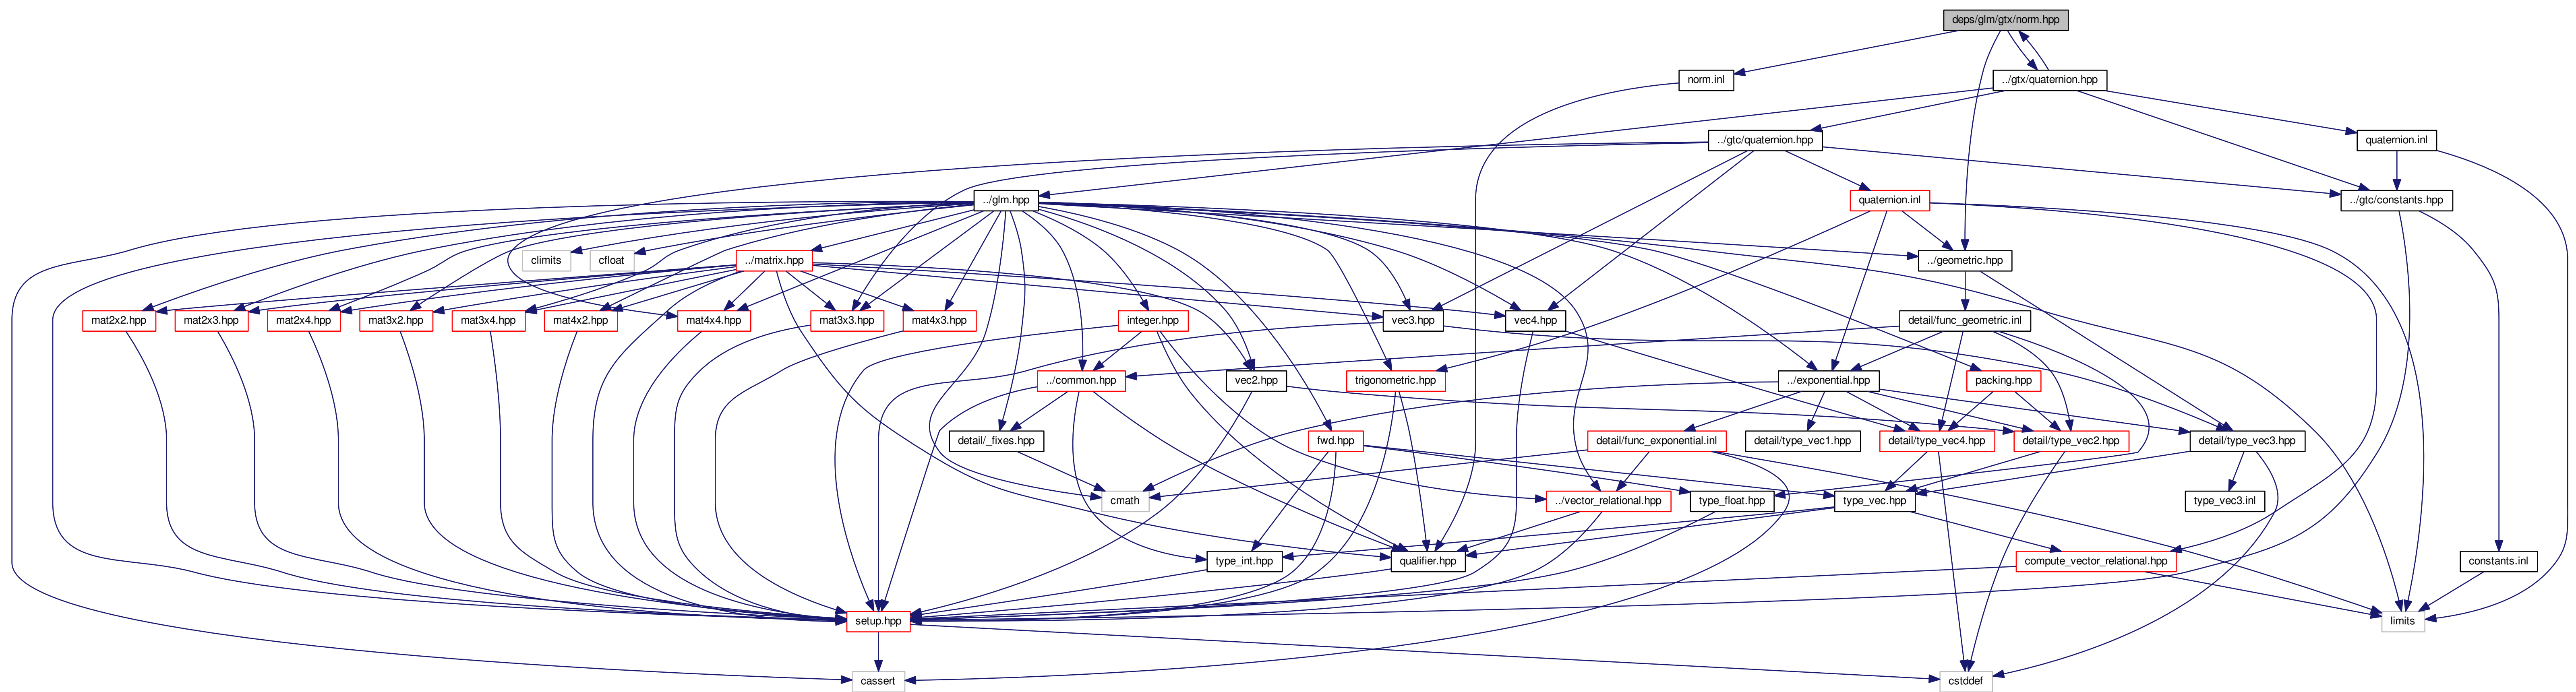 deps/glm/gtx/norm.hpp
norm.inl
../gtx/quaternion.hpp
../gtc/quaternion.hpp
quaternion.inl
../glm.hpp
quaternion.inl
../gtc/constants.hpp
climits
cfloat
../matrix.hpp
../geometric.hpp
mat2x2.hpp
mat2x3.hpp
mat2x4.hpp
mat3x2.hpp
mat3x4.hpp
mat4x2.hpp
mat4x4.hpp
mat3x3.hpp
mat4x3.hpp
integer.hpp
vec3.hpp
vec4.hpp
detail/func_geometric.inl
../common.hpp
vec2.hpp
trigonometric.hpp
../exponential.hpp
packing.hpp
detail/_fixes.hpp
fwd.hpp
detail/func_exponential.inl
detail/type_vec1.hpp
detail/type_vec4.hpp
detail/type_vec2.hpp
detail/type_vec3.hpp
cmath
../vector_relational.hpp
type_float.hpp
type_vec.hpp
type_vec3.inl
type_int.hpp
qualifier.hpp
compute_vector_relational.hpp
constants.inl
setup.hpp
limits
cassert
cstddef